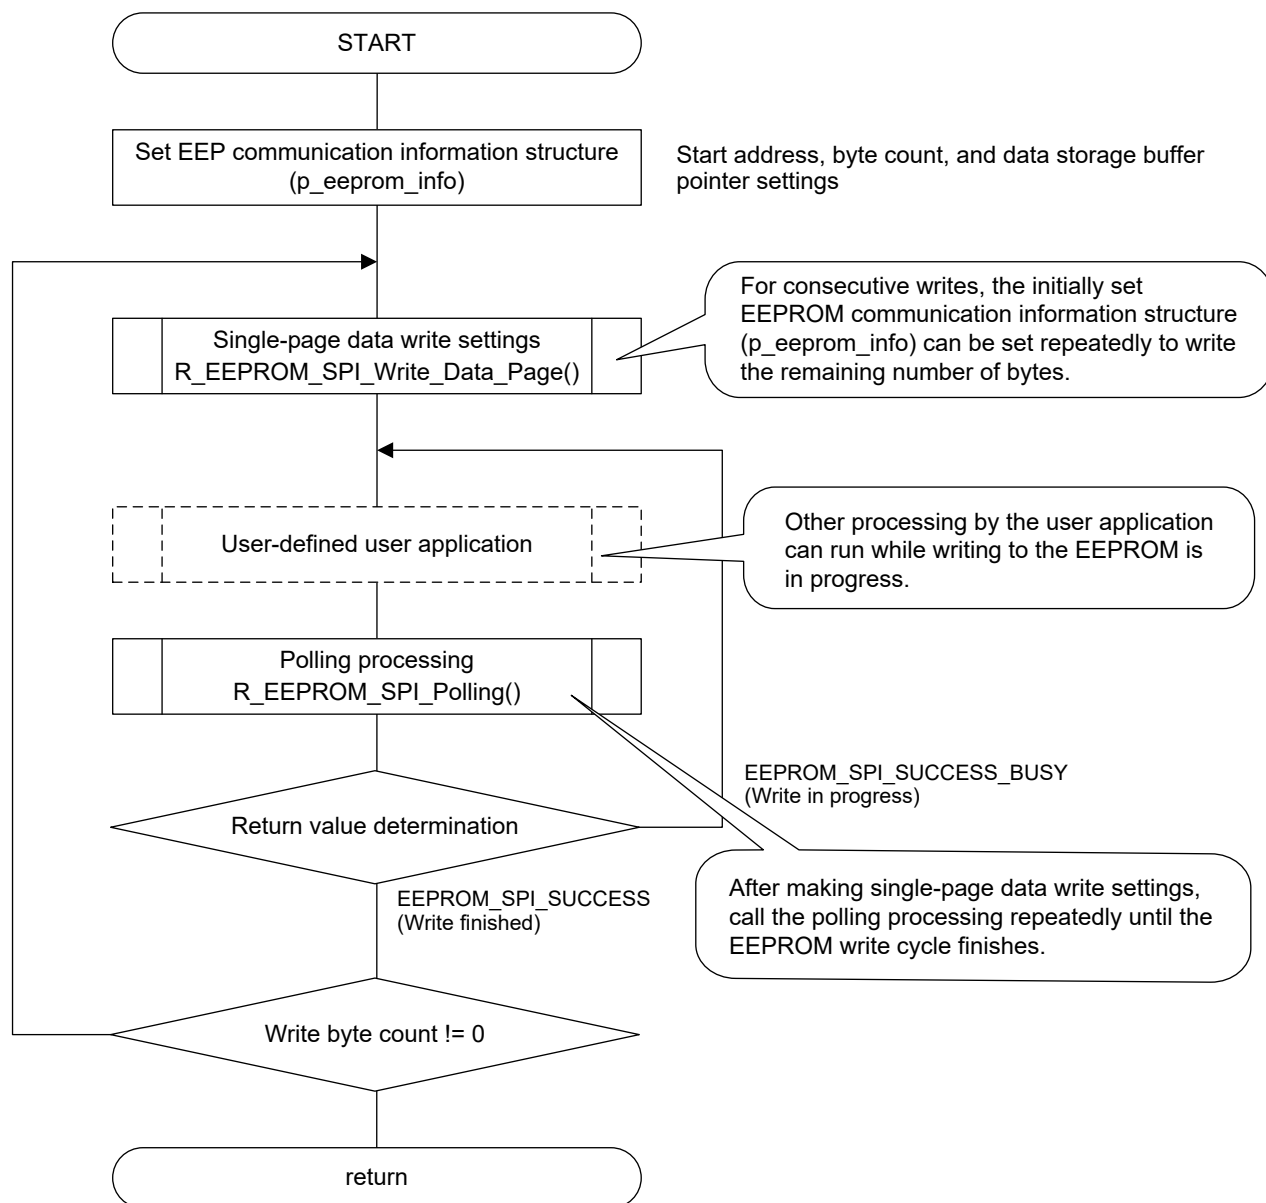 START
Set EEP communication information structure
(p_eeprom_info)
Start address, byte count, and data storage buffer
pointer settings
For consecutive writes, the initially set
EEPROM communication information structure
(p_eeprom_info) can be set repeatedly to write
the remaining number of bytes.
Single-page data write settings
R_EEPROM_SPI_Write_Data_Page()
Other processing by the user application
can run while writing to the EEPROM is
in progress.
User-defined user application
Polling processing
R_EEPROM_SPI_Polling()
EEPROM_SPI_SUCCESS_BUSY
(Write in progress)
Return value determination
EEPROM_SPI_SUCCESS
(Write finished)
After making single-page data write settings,
call the polling processing repeatedly until the
EEPROM write cycle finishes.
Write byte count != 0
return